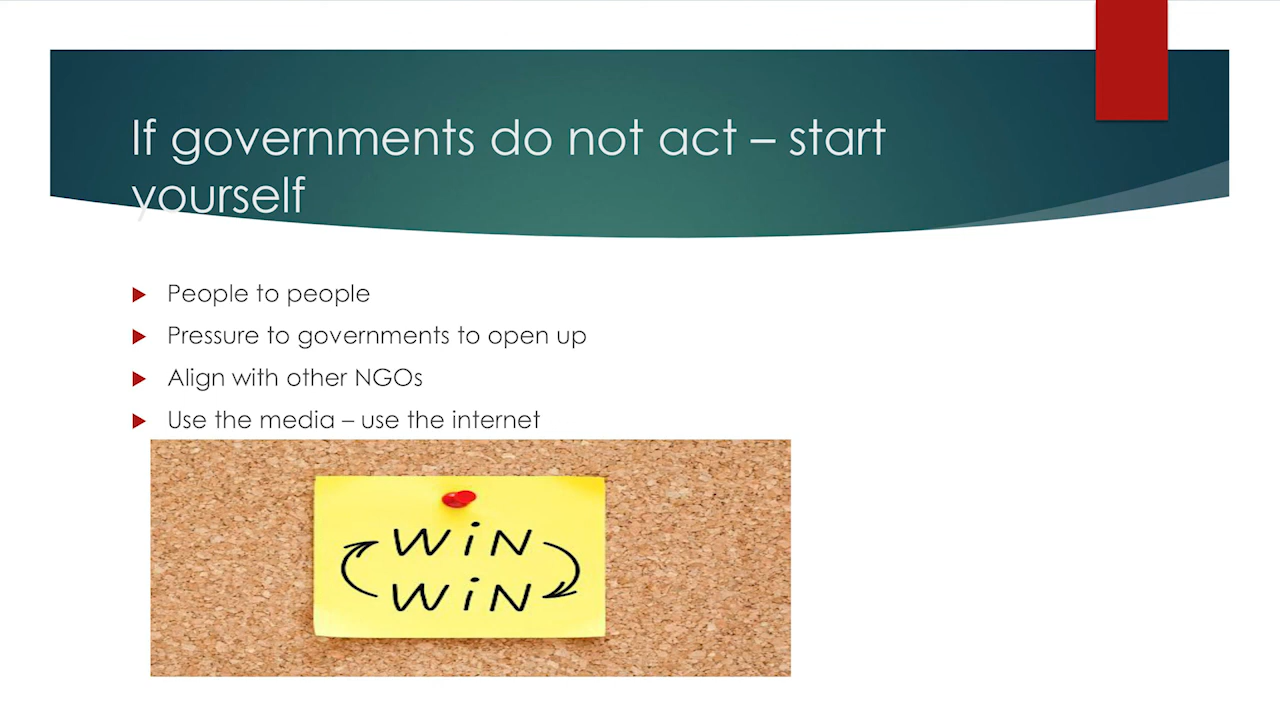 If governments do not act – start
yourself
People to people
Pressure to governments to open up
Align with other NGOs
Use the media – use the internet
WiN
WiN